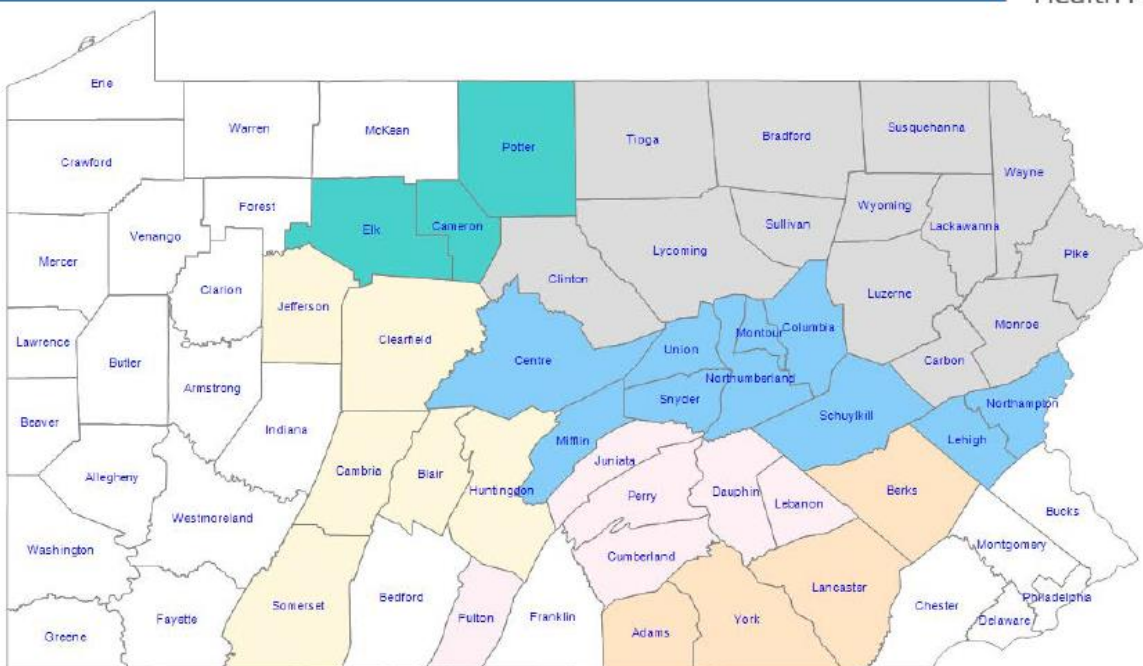 Erie
Warren
McKean
Potter
Tioga
Bradford
Susquehanna
Crawford
Wayne
Forest
Wyoming
Venango
Elk
Cameron
Sullivan
Lackawanna
Lycoming
Pike
Mercer
Clarion
Clinton
Luzerne
Jefferson
Monroe
Montour
Columbia
Lawrence
Clearfield
Union
Centre
Carbon
Butler
Northumberland
Armstrong
Snyder
Northampton
Schuylkill
Beaver
Indiana
Mifflin
Lehigh
Juniata
Allegheny
Cambria
Blair
Huntingdon
Dauphin
Berks
Perry
Lebanon
Bucks
Westmoreland
Washington
Montgomery
Cumberland
Lancaster
Philadelphia
Bedford
Somerset
Fulton
Franklin
York
Chester
Fayette
Delaware
Adams
Greene